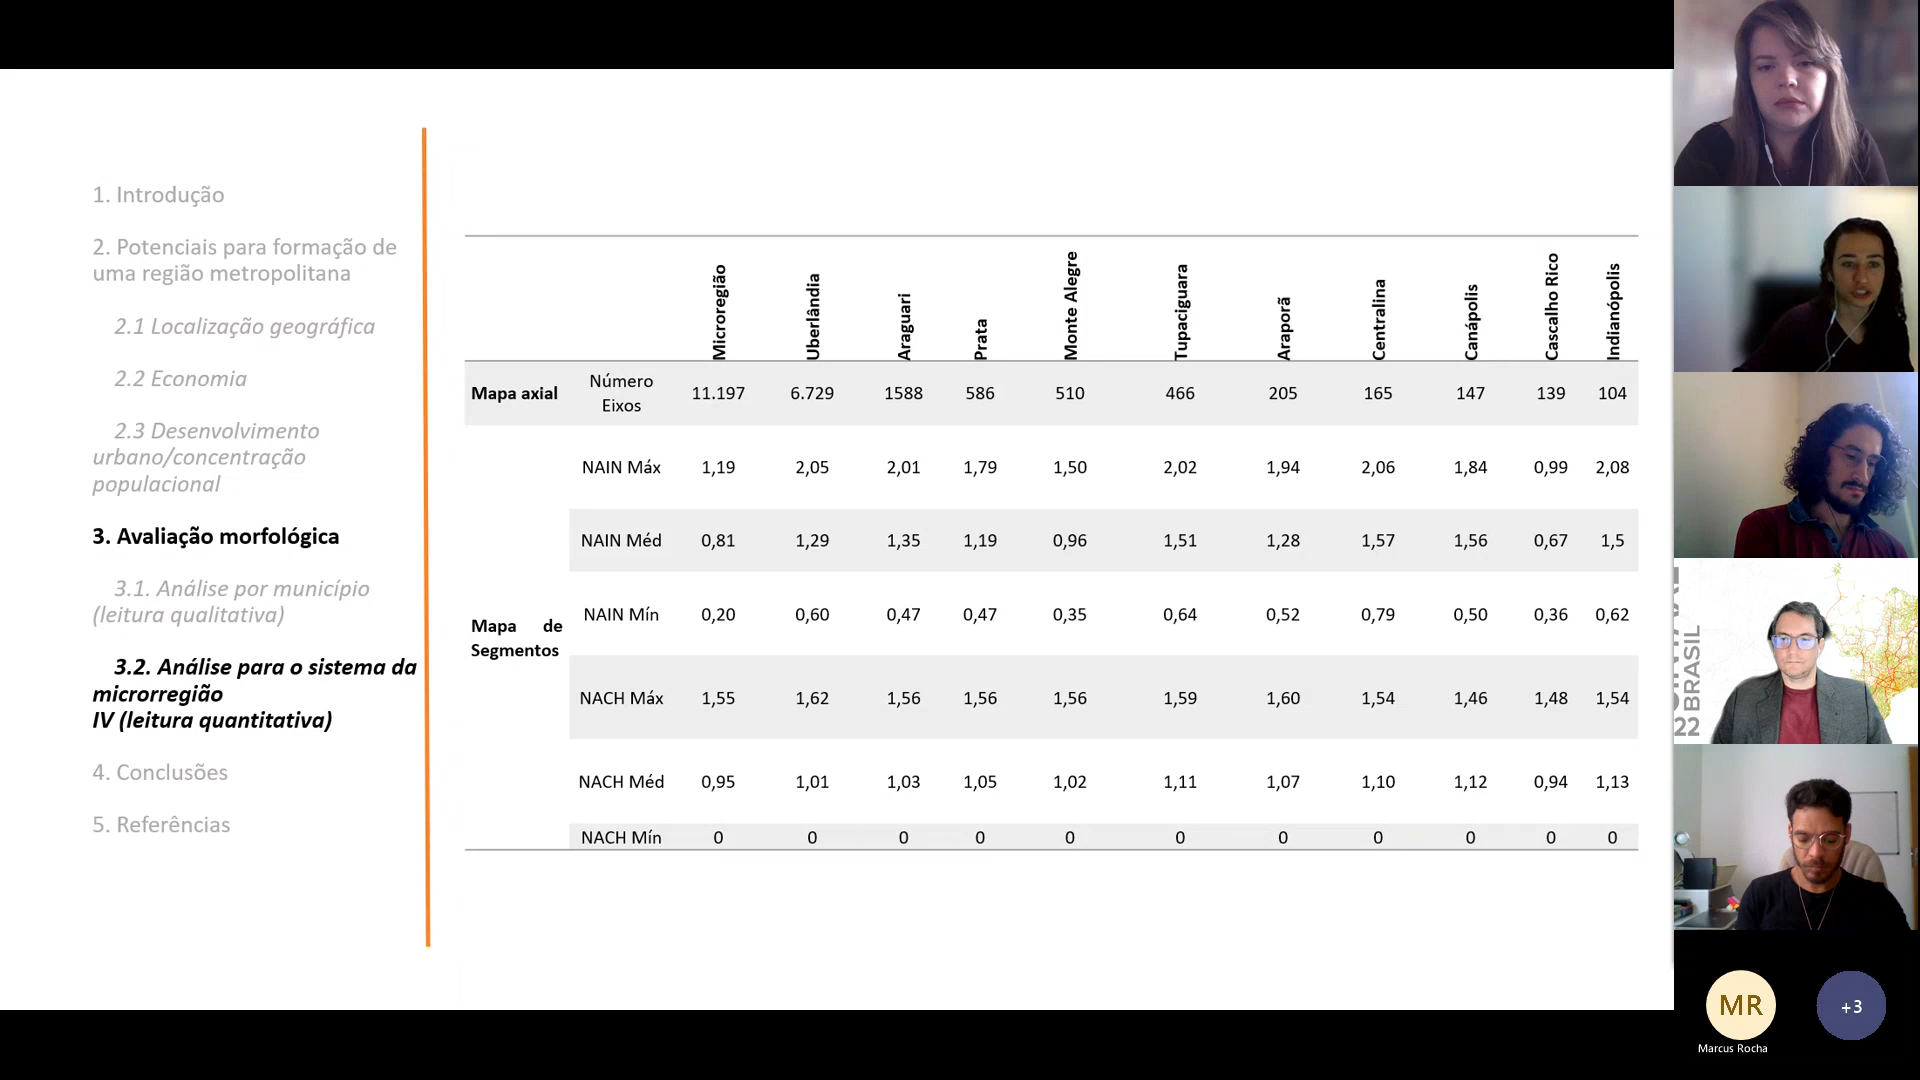 1. Introdução
2. Potenciais para formação de
uma região metropolitana
2.1 Localização geográfica
2.2 Economia
2.3 Desenvolvimento
urbano/concentração
populacional
3. Avaliação morfológica
3.1. Análise por município
(leitura qualitativa)
3.2. Análise para o sistema da
microrregião
IV (leitura quantitativa)
4. Conclusões
5. Referências
Microregião Uberlândia Araguari Prata Monte Alegre Tupaciguara Araporã Centralina Canápolis Cascalho Rico Indianópolis
Mapa axial Número Eixos 11.197 6.729 1588 586 510 466 205 165 147 139 104
Mapa de
Segmentos
NAIN Máx 1,19 2,05 2,01 1,79 1,50 2,02 1,94 2,06 1,84 0,99 2,08
NAIN Méd 0,81 1,29 1,35 1,19 0,96 1,51 1,28 1,57 1,56 0,67 1,5
NAIN Mín 0,20 0,60 0,47 0,47 0,35 0,64 0,52 0,79 0,50 0,36 0,62
NACH Máx 1,55 1,62 1,56 1,56 1,56 1,59 1,60 1,54 1,46 1,48 1,54
NACH Méd 0,95 1,01 1,03 1,05 1,02 1,11 1,07 1,10 1,12 0,94 1,13
NACH Mín 0 0 0 0 0 0 0 0 0 0 0
BRASIL
22
MR
Marcus Rocha
+3